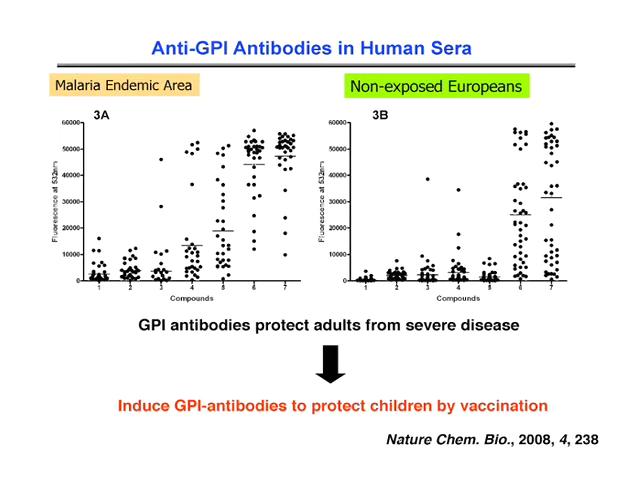 Anti-GPI Antibodies in Human Sera
Malaria Endemic Area
Non-exposed Europeans
3A
60000
50000
40000
30000
20000
10000
0
Fluorescence at 532nm
1 2 3 4 5 6 7
Compounds
3B
60000
50000
40000
30000
20000
10000
0
Fluorescence at 532nm
1 2 3 4 5 6 7
Compounds
GPI antibodies protect adults from severe disease
Induce GPI-antibodies to protect children by vaccination
Nature Chem. Bio., 2008, 4, 238